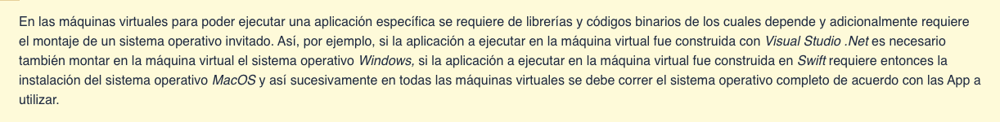 En las máquinas virtuales para poder ejecutar una aplicación específica se requiere de librerías y códigos binarios de los cuales depende y adicionalmente requiere
el montaje de un sistema operativo invitado. Así, por ejemplo, si la aplicación a ejecutar en la máquina virtual fue construida con Visual Studio .Net es necesario
también montar en la máquina virtual el sistema operativo Windows, si la aplicación a ejecutar en la máquina virtual fue construida en Swift requiere entonces la
instalación del sistema operativo MacOS y así sucesivamente en todas las máquinas virtuales se debe correr el sistema operativo completo de acuerdo con las App a
utilizar.